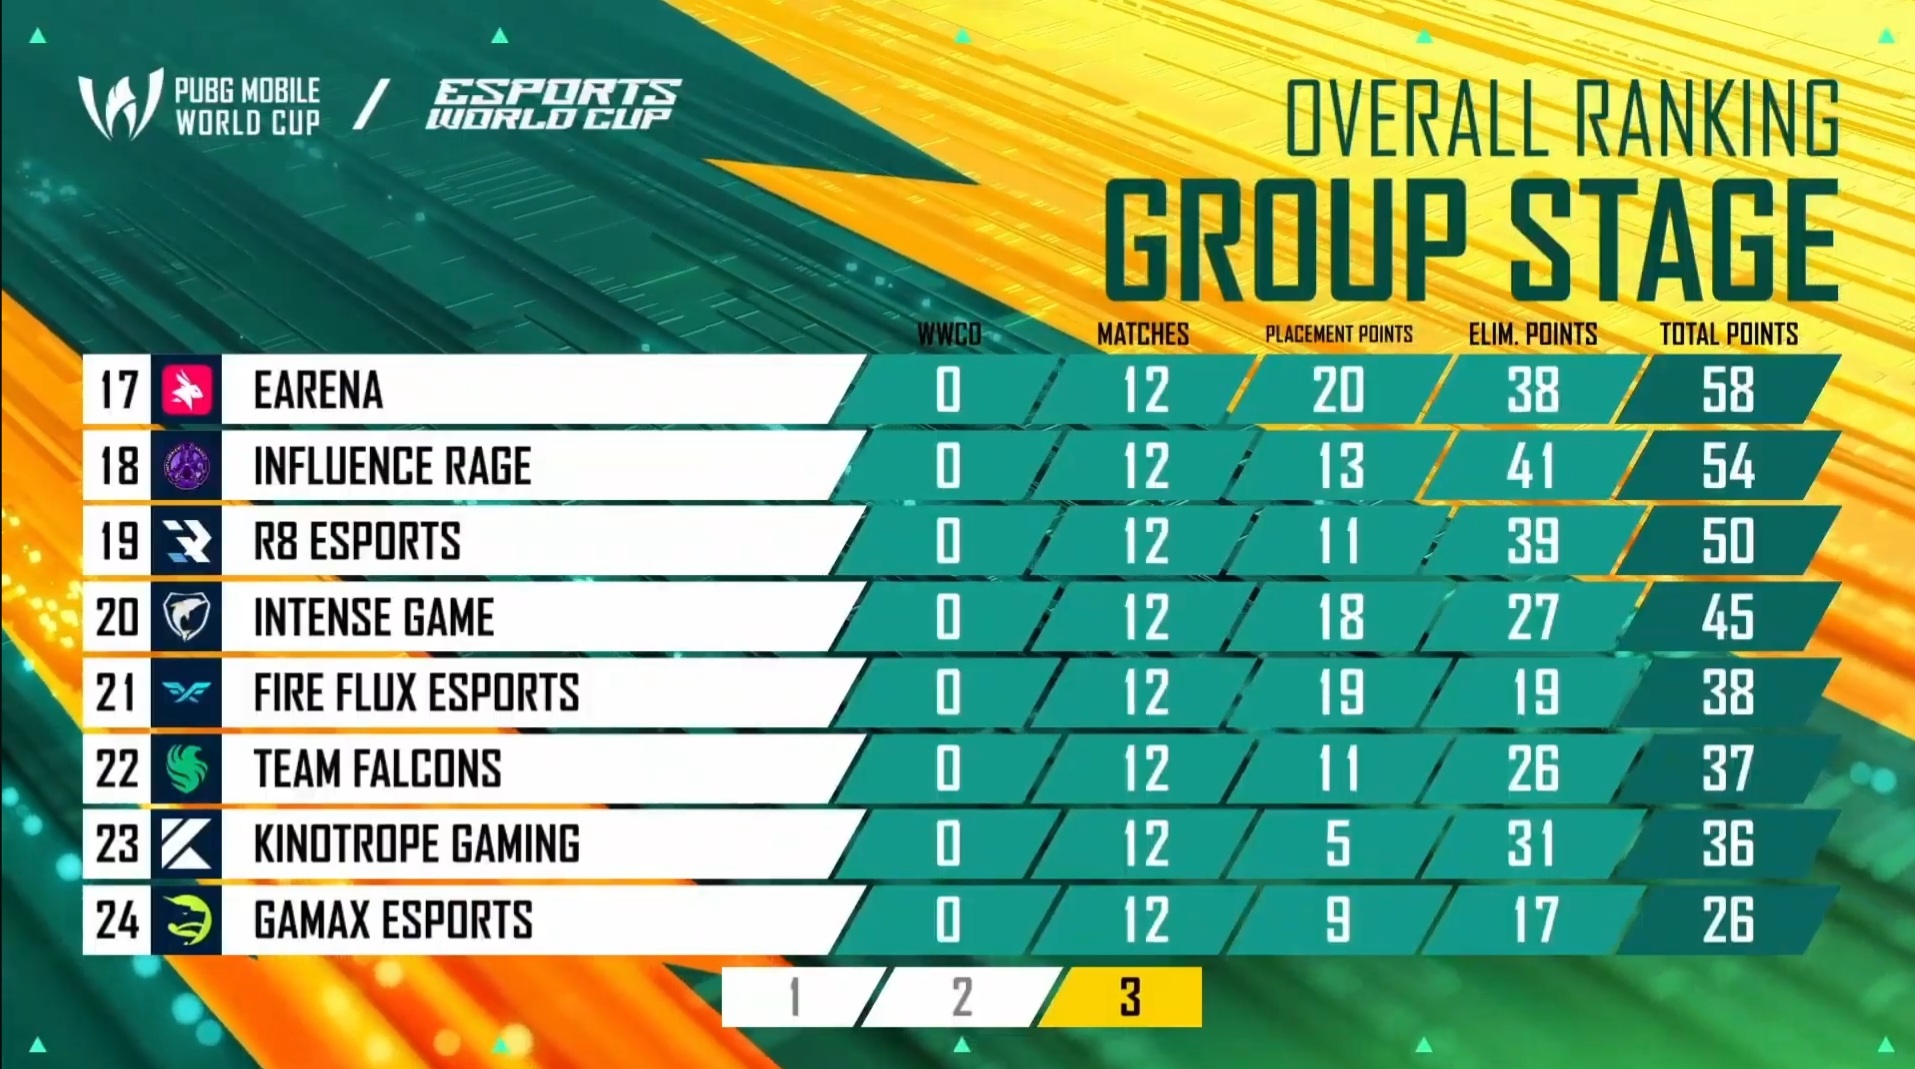 PUBG MOBILE
WORLD CUP
ESPORTS
WORLD CUP
OVERALL RANKING
GROUP STAGE
WWCD MATCHES PLACEMENT POINTS ELIM. POINTS TOTAL POINTS
17 EARENA 0 12 20 38 58
18 INFLUENCE RAGE 0 12 13 41 54
19 R8 ESPORTS 0 12 11 39 50
20 INTENSE GAME 0 12 18 27 45
21 FIRE FLUX ESPORTS 0 12 19 19 38
22 TEAM FALCONS 0 12 11 26 37
23 KINOTROPE GAMING 0 12 5 31 36
24 GAMAX ESPORTS 0 12 9 17 26
1 2 3